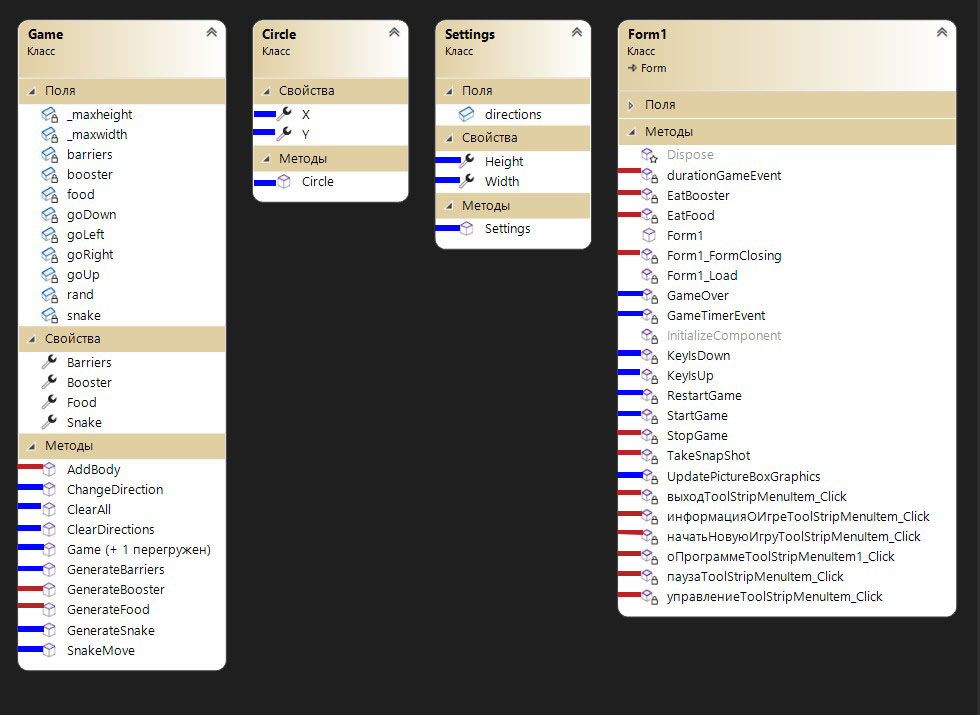 Game
Класс
Поля
_maxheight
_maxwidth
barriers
booster
food
goDown
goLeft
goRight
goUp
rand
snake
Свойства
Barriers
Booster
Food
Snake
Методы
AddBody
ChangeDirection
ClearAll
ClearDirections
Game (+ 1 перегружен)
GenerateBarriers
GenerateBooster
GenerateFood
GenerateSnake
SnakeMove
Circle
Класс
Свойства
X
Y
Методы
Circle
Settings
Класс
Поля
directions
Свойства
Height
Width
Методы
Settings
Form1
Класс
Form
Поля
Методы
Dispose
durationGameEvent
EatBooster
EatFood
Form1
Form1_FormClosing
Form1_Load
GameOver
GameTimerEvent
InitializeComponent
KeyIsDown
KeyIsUp
RestartGame
StartGame
StopGame
TakeSnapShot
UpdatePictureBoxGraphics
выходToolStripMenuItem_Click
информацияОИгреToolStripMenuItem_Click
начатьНовуюИгруToolStripMenuItem_Click
оПрограммеToolStripMenuItem1_Click
паузаToolStripMenuItem_Click
управлениеToolStripMenuItem_Click